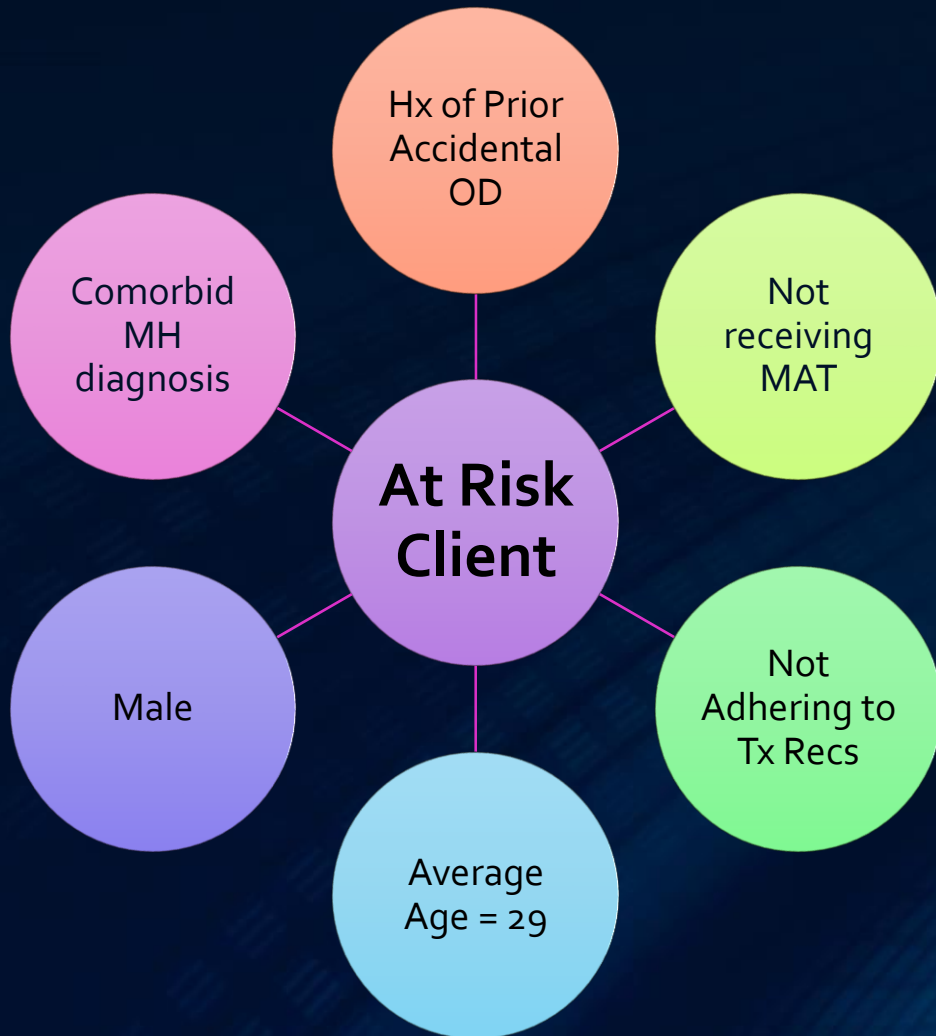 Hx of Prior
Accidental
OD
Comorbid
MH
diagnosis
Not
receiving
MAT
At Risk
Client
Male
Not
Adhering to
Tx Recs
Average
Age = 29